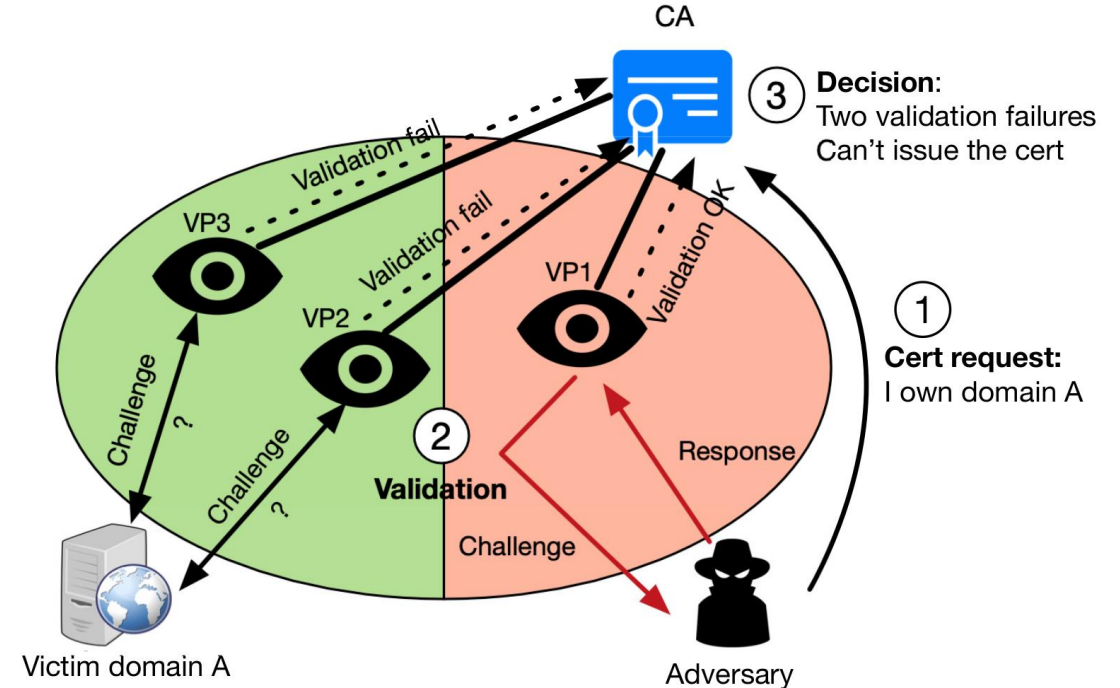 CA
3
Decision:
Two validation failures
Can't issue the cert
Validation fail
VP3
Validation fail
Validation OK
VP1
VP2
1
Cert request:
I own domain A
Challenge
?
2
Validation
Challenge
?
Response
Challenge
Victim domain A
Adversary